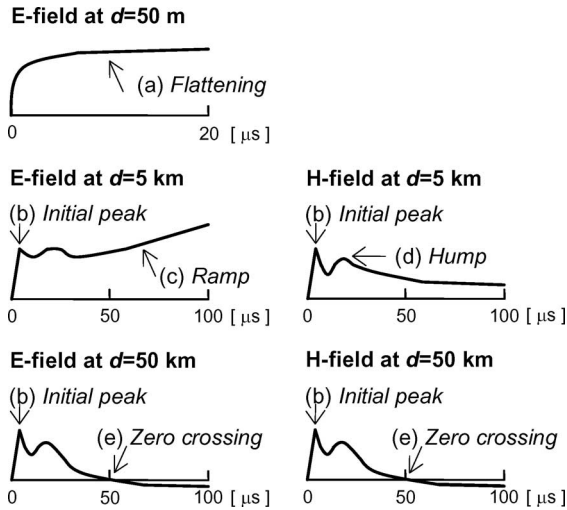 E-field at d=50 m
(a) Flattening
0 20 [ μs]
E-field at d=5 km
(b) Initial peak
(c) Ramp
0 50 100 [ μs ]
H-field at d=5 km
(b) Initial peak
(d) Hump
0 50 100 [ μs ]
E-field at d=50 km
(b) Initial peak
(e) Zero crossing
0 50 100 [ μs ]
H-field at d=50 km
(b) Initial peak
(e) Zero crossing
0 50 100 [ μs ]